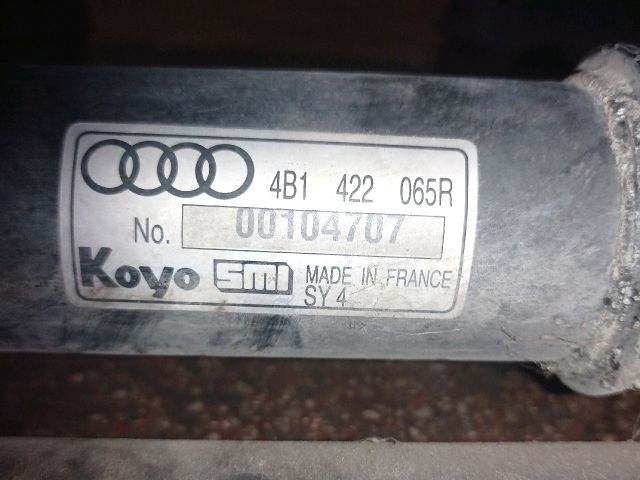 4B1 422 065R
No. 00104707
Koyo SMI MADE IN FRANCE
SY 4